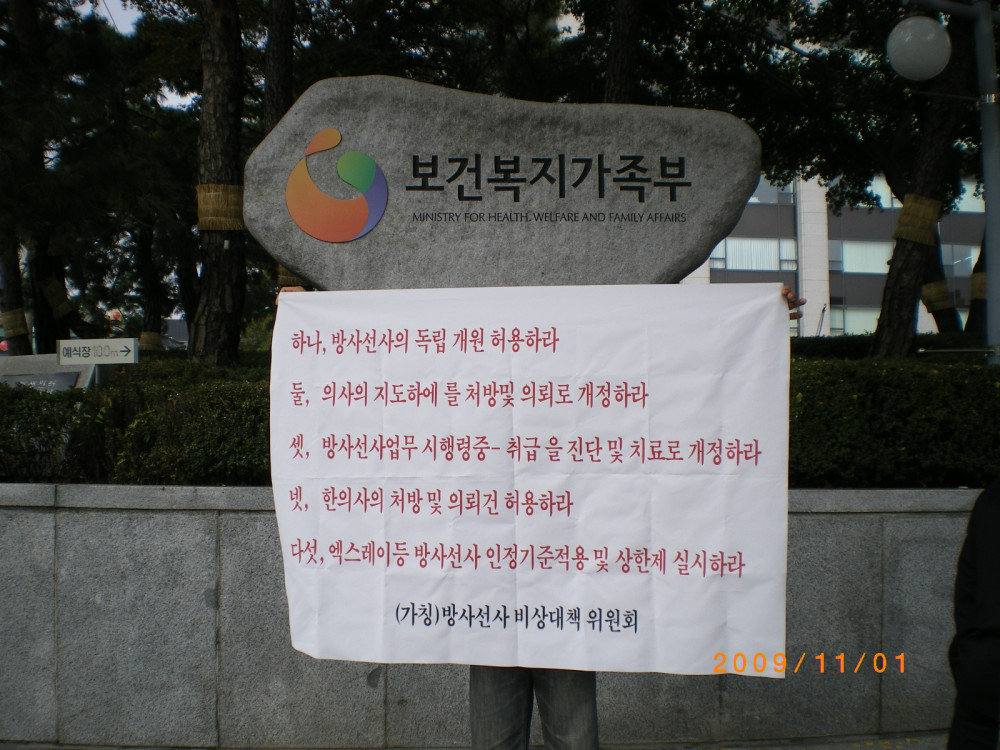 보건복지가족부
MINISTRY FOR HEALTH, WELFARE AND FAMILY AFFAIRS
예식장 100m →
하나, 방사선사의 독립 개원 허용하라
둘, 의사의 지도하에 를 처방및 의뢰로 개정하라
셋, 방사선사업무 시행령중- 취급 을 진단 및 치료로 개정하라
넷, 한의사의 처방 및 의뢰건 허용하라
다섯, 엑스레이등 방사선사 인정기준적용 및 상한제 실시하라
(가칭)방사선사 비상대책 위원회
2009/11/01